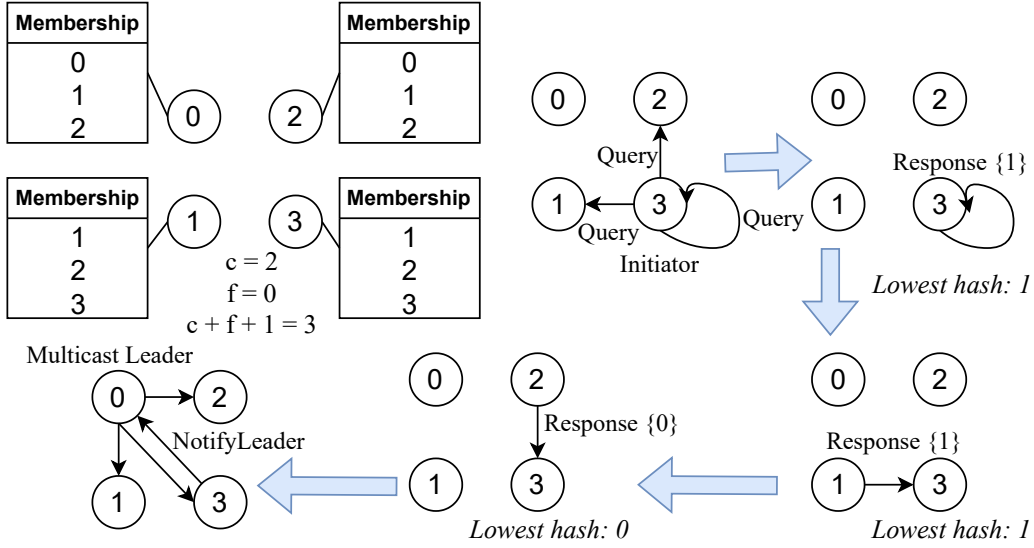 Membership
0
1
2
0
2
Membership
0
1
2
Membership
1
2
3
1
3
Membership
1
2
3
c = 2
f = 0
c + f + 1 = 3
0
2
Query
1
3
Query
Query
Initiator
0
2
Response {1}
1
3
Lowest hash: 1
0
2
Response {1}
1
3
Lowest hash: 1
0
2
Response {0}
1
3
Lowest hash: 0
Multicast Leader
0
2
NotifyLeader
1
3